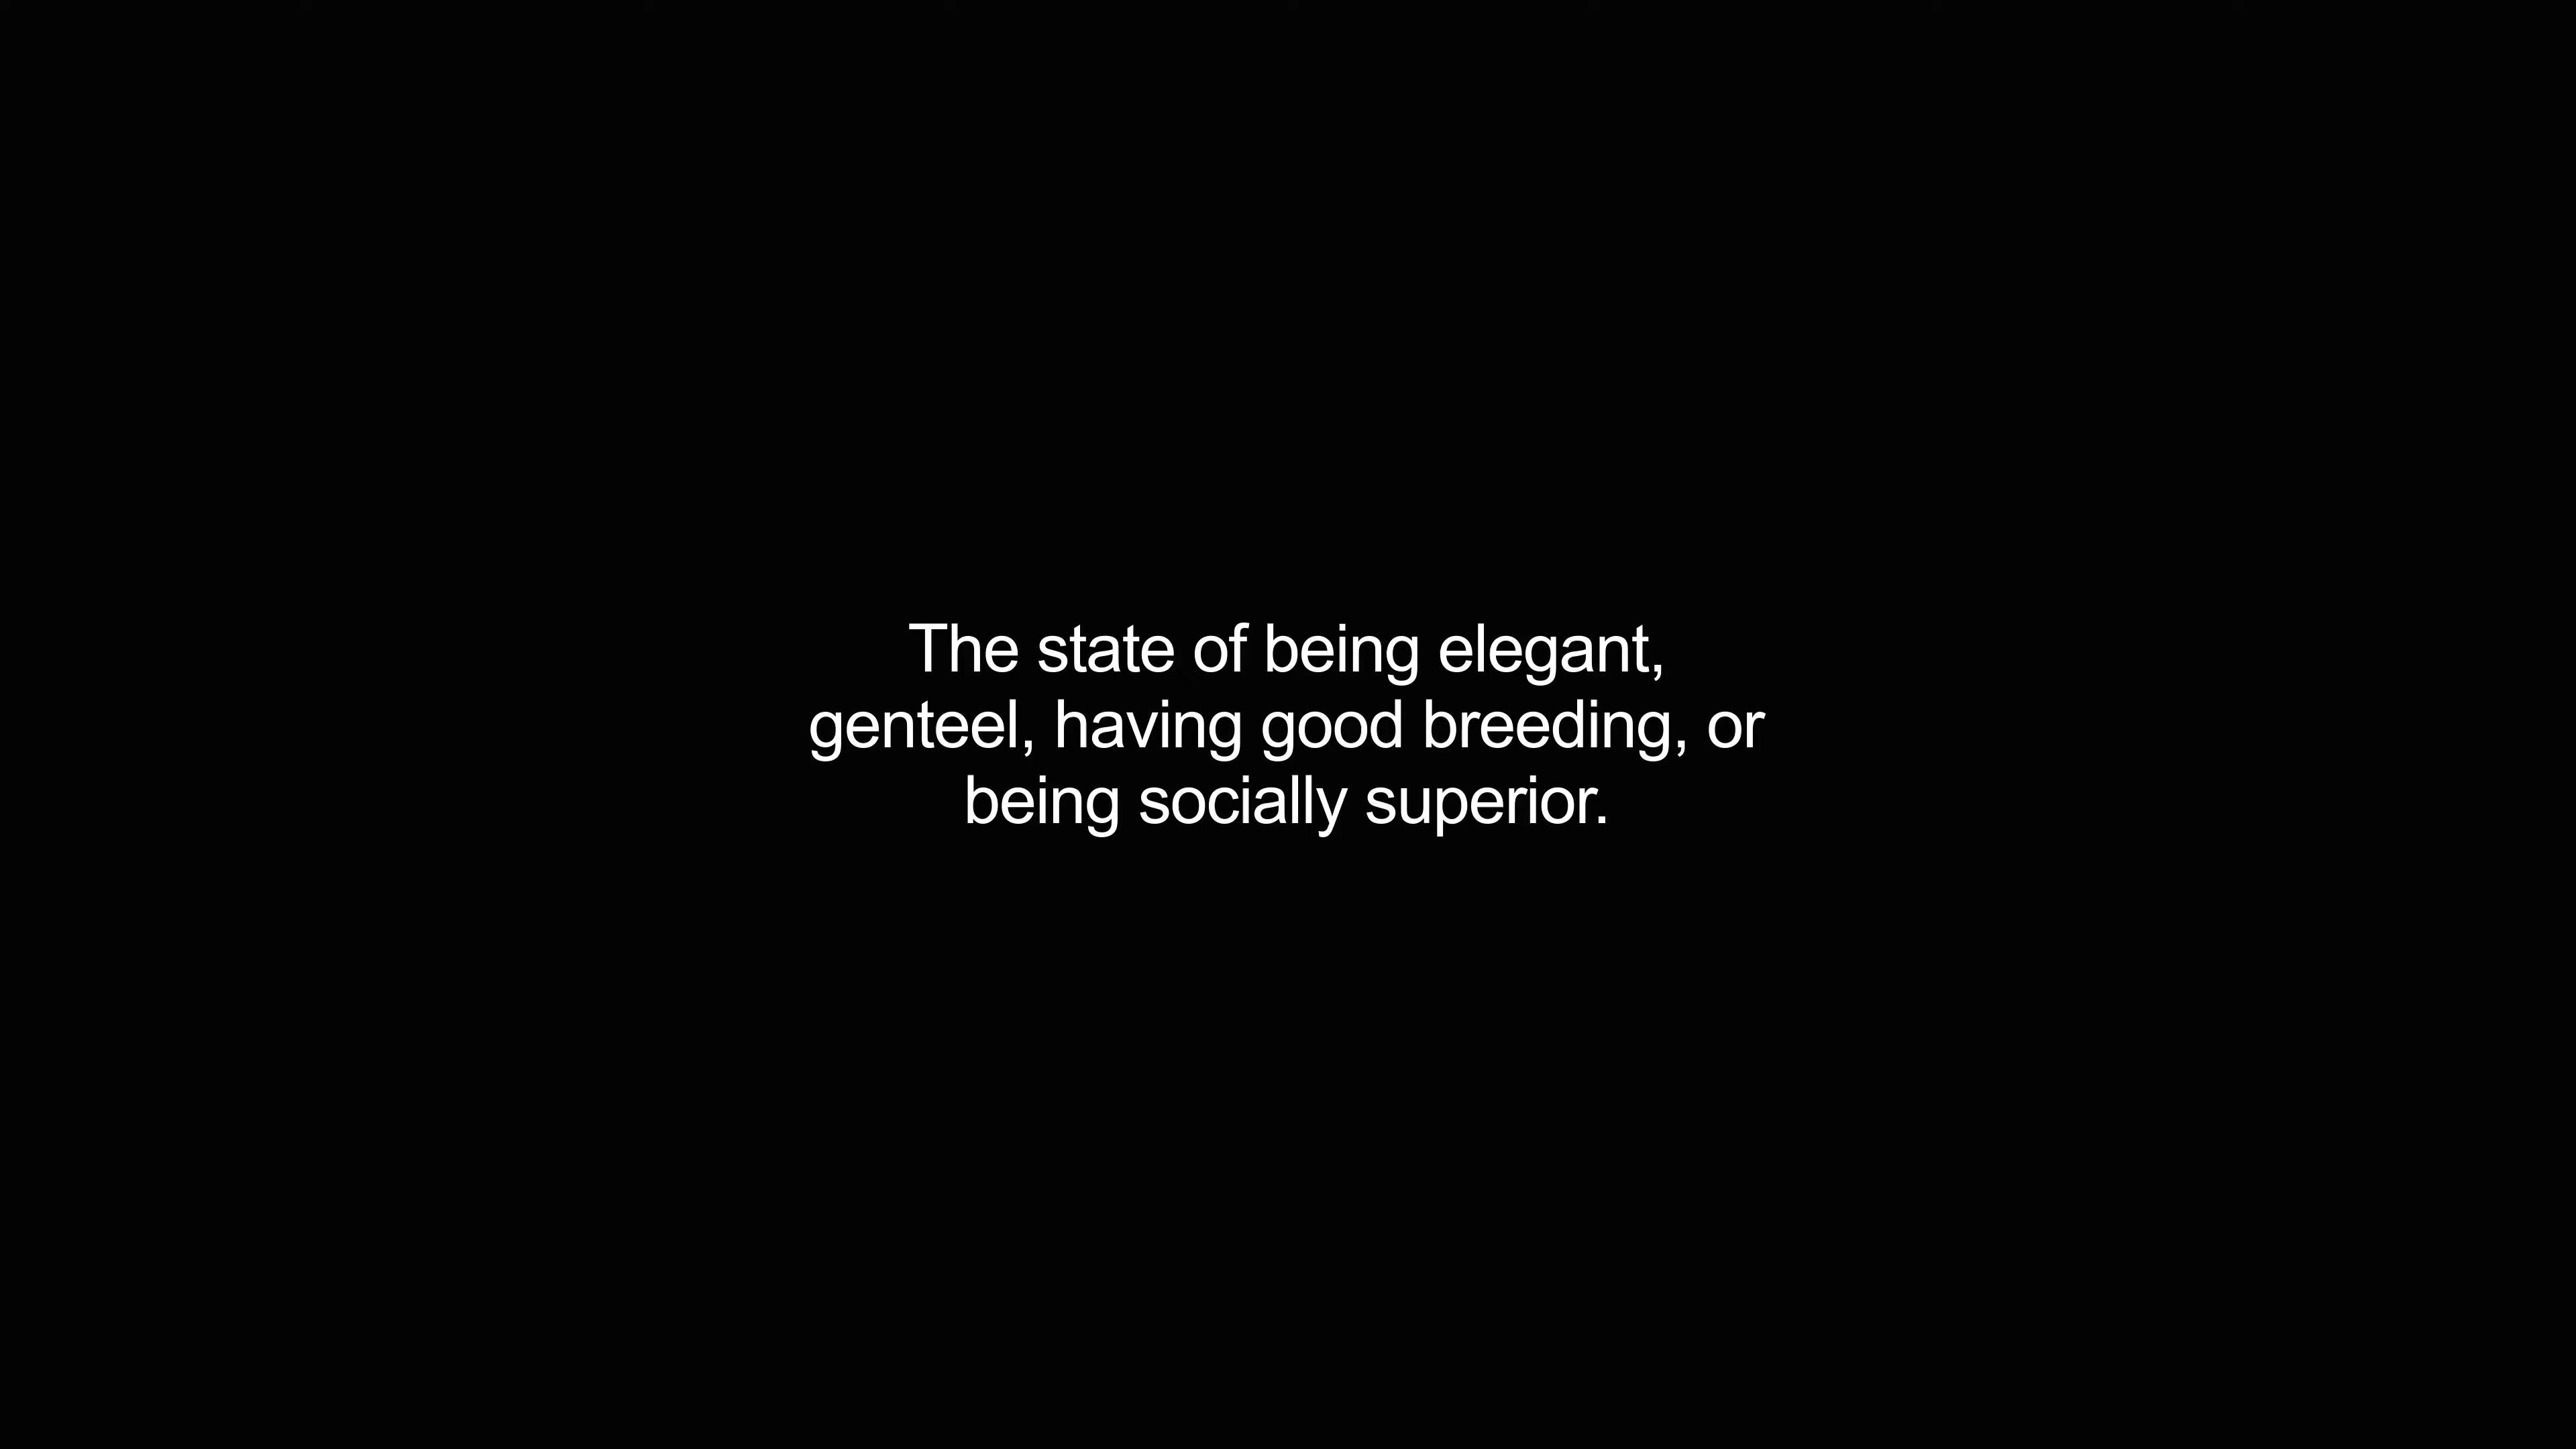 The state of being elegant,
genteel, having good breeding, or
being socially superior.